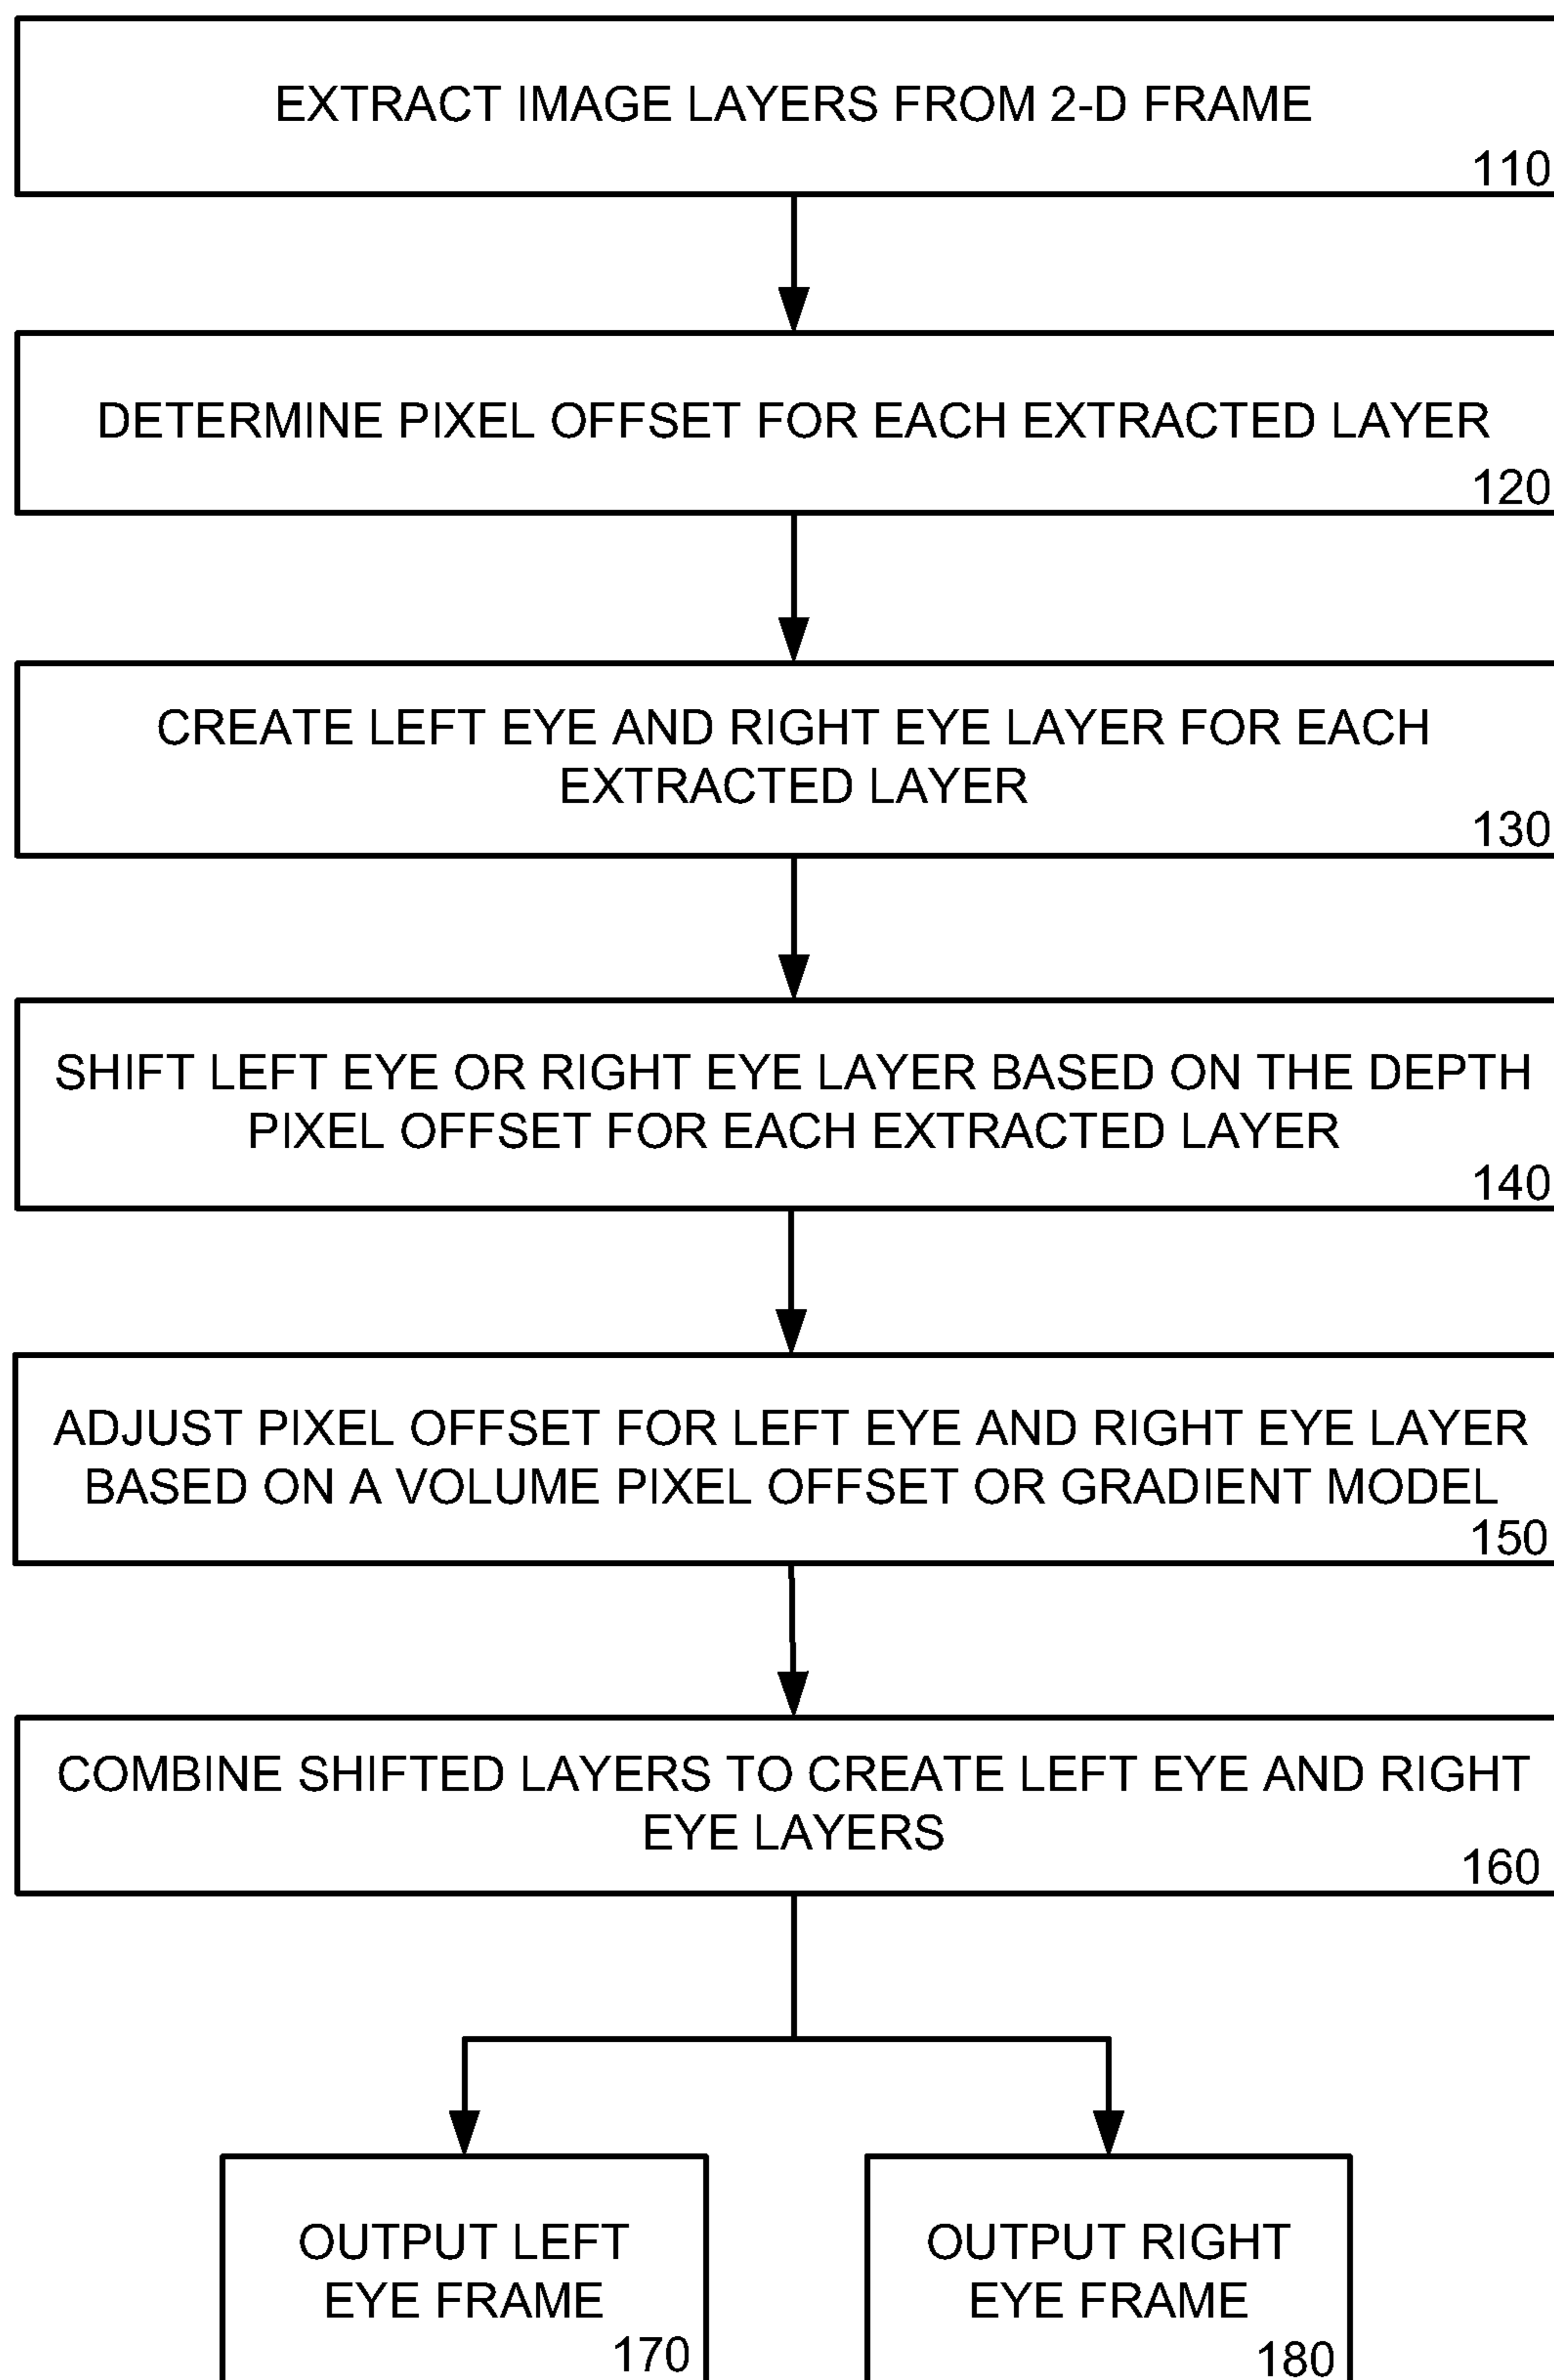 EXTRACT IMAGE LAYERS FROM 2-D FRAME
110
DETERMINE PIXEL OFFSET FOR EACH EXTRACTED LAYER
120
CREATE LEFT EYE AND RIGHT EYE LAYER FOR EACH
EXTRACTED LAYER
130
SHIFT LEFT EYE OR RIGHT EYE LAYER BASED ON THE DEPTH
PIXEL OFFSET FOR EACH EXTRACTED LAYER
140
ADJUST PIXEL OFFSET FOR LEFT EYE AND RIGHT EYE LAYER
BASED ON A VOLUME PIXEL OFFSET OR GRADIENT MODEL
150
COMBINE SHIFTED LAYERS TO CREATE LEFT EYE AND RIGHT
EYE LAYERS
160
OUTPUT LEFT
EYE FRAME
170
OUTPUT RIGHT
EYE FRAME
180